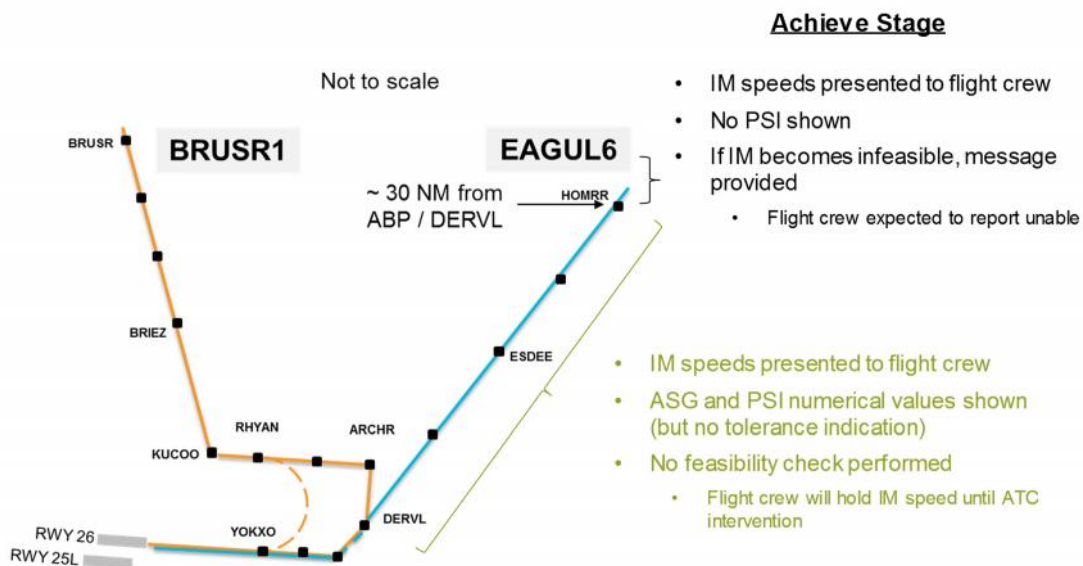 Achieve Stage
Not to scale
• IM speeds presented to flight crew
• No PSI shown
• If IM becomes infeasible, message
provided
• Flight crew expected to report unable
BRUSR
BRUSR1
EAGUL6
~ 30 NM from
ABP / DERVL
HOMRR
BRIEZ
ESDEE
• IM speeds presented to flight crew
• ASG and PSI numerical values shown
(but no tolerance indication)
• No feasibility check performed
• Flight crew will hold IM speed until ATC
intervention
RHYAN
ARCHR
KUCOO
DERVL
YOKXO
RWY 26
RWY 25L